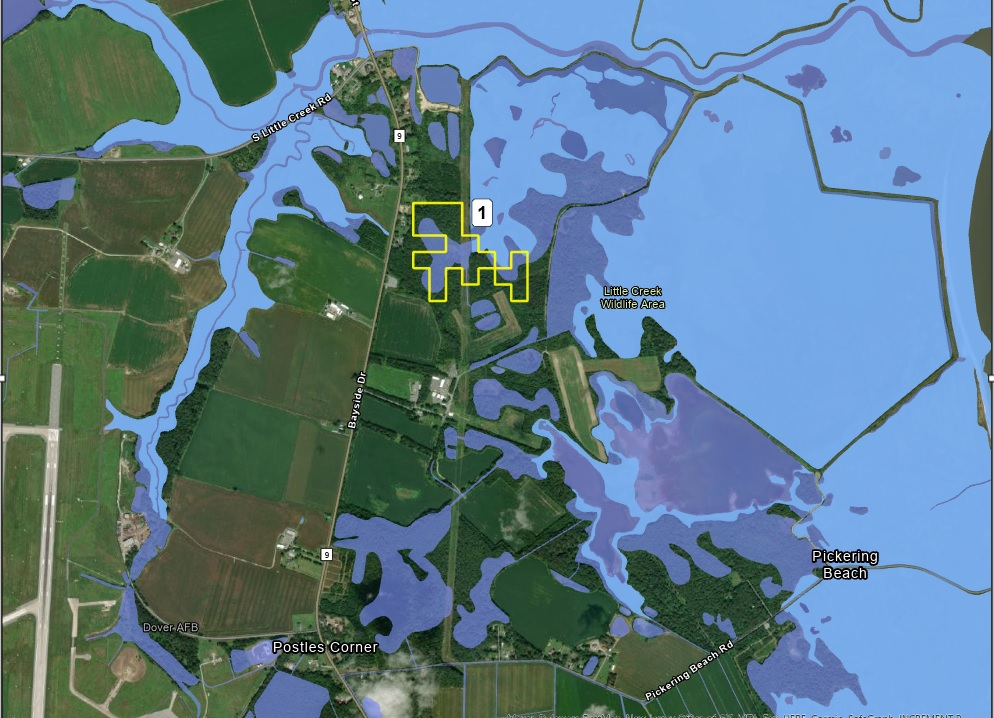 S Little Creek Rd
9
1
Little Creek
Wildlife Area
Bayside Dr
9
Pickering
Beach
Dover AFB
Postles Corner
Pickering Beach Rd